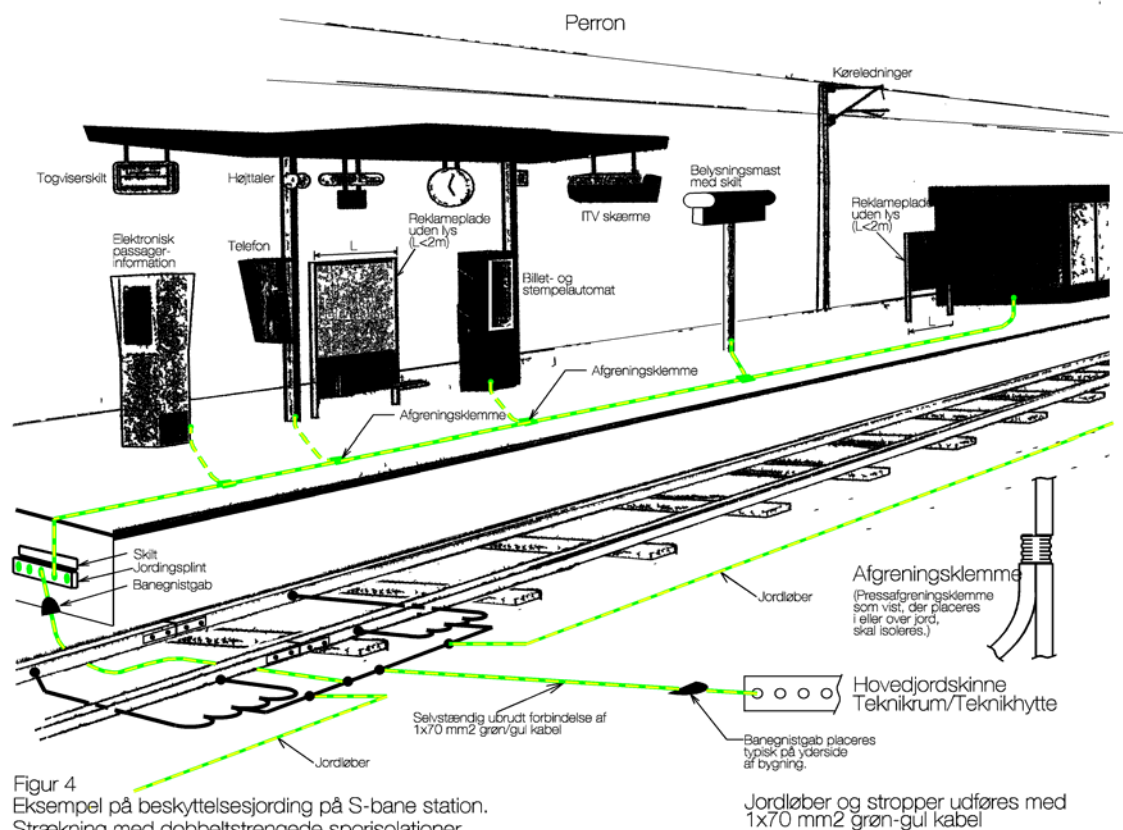 Perron
Køreledninger
Togviserskilt
Højttaler
Belysningsmast
med skilt
ITV skærme
Reklameplade
uden lys
(L<2m)
Reklameplade
uden lys
(L<2m)
Elektronisk
passager-
information
Telefon
L
Billet- og
stempelautomat
L
Afgreningsklemme
Afgreningsklemme
Skilt
Jordingsplint
Banegnistgab
Jordløber
Afgreningsklemme
(Pressafgreningsklemme
som vist, der placeres
i eller over jord,
skal isoleres.)
Hovedjordskinne
Teknikrum/Teknikhytte
Selvstændig ubrudt forbindelse af
1x70 mm2 grøn/gul kabel
Banegnistgab placeres
typisk på yderside
af bygning.
Jordløber
Figur 4
Eksempel på beskyttelsesjording på S-bane station.
Strækning med dobbeltstrengede sporisolationer
Jordløber og stropper udføres med
1x70 mm2 grøn-gul kabel